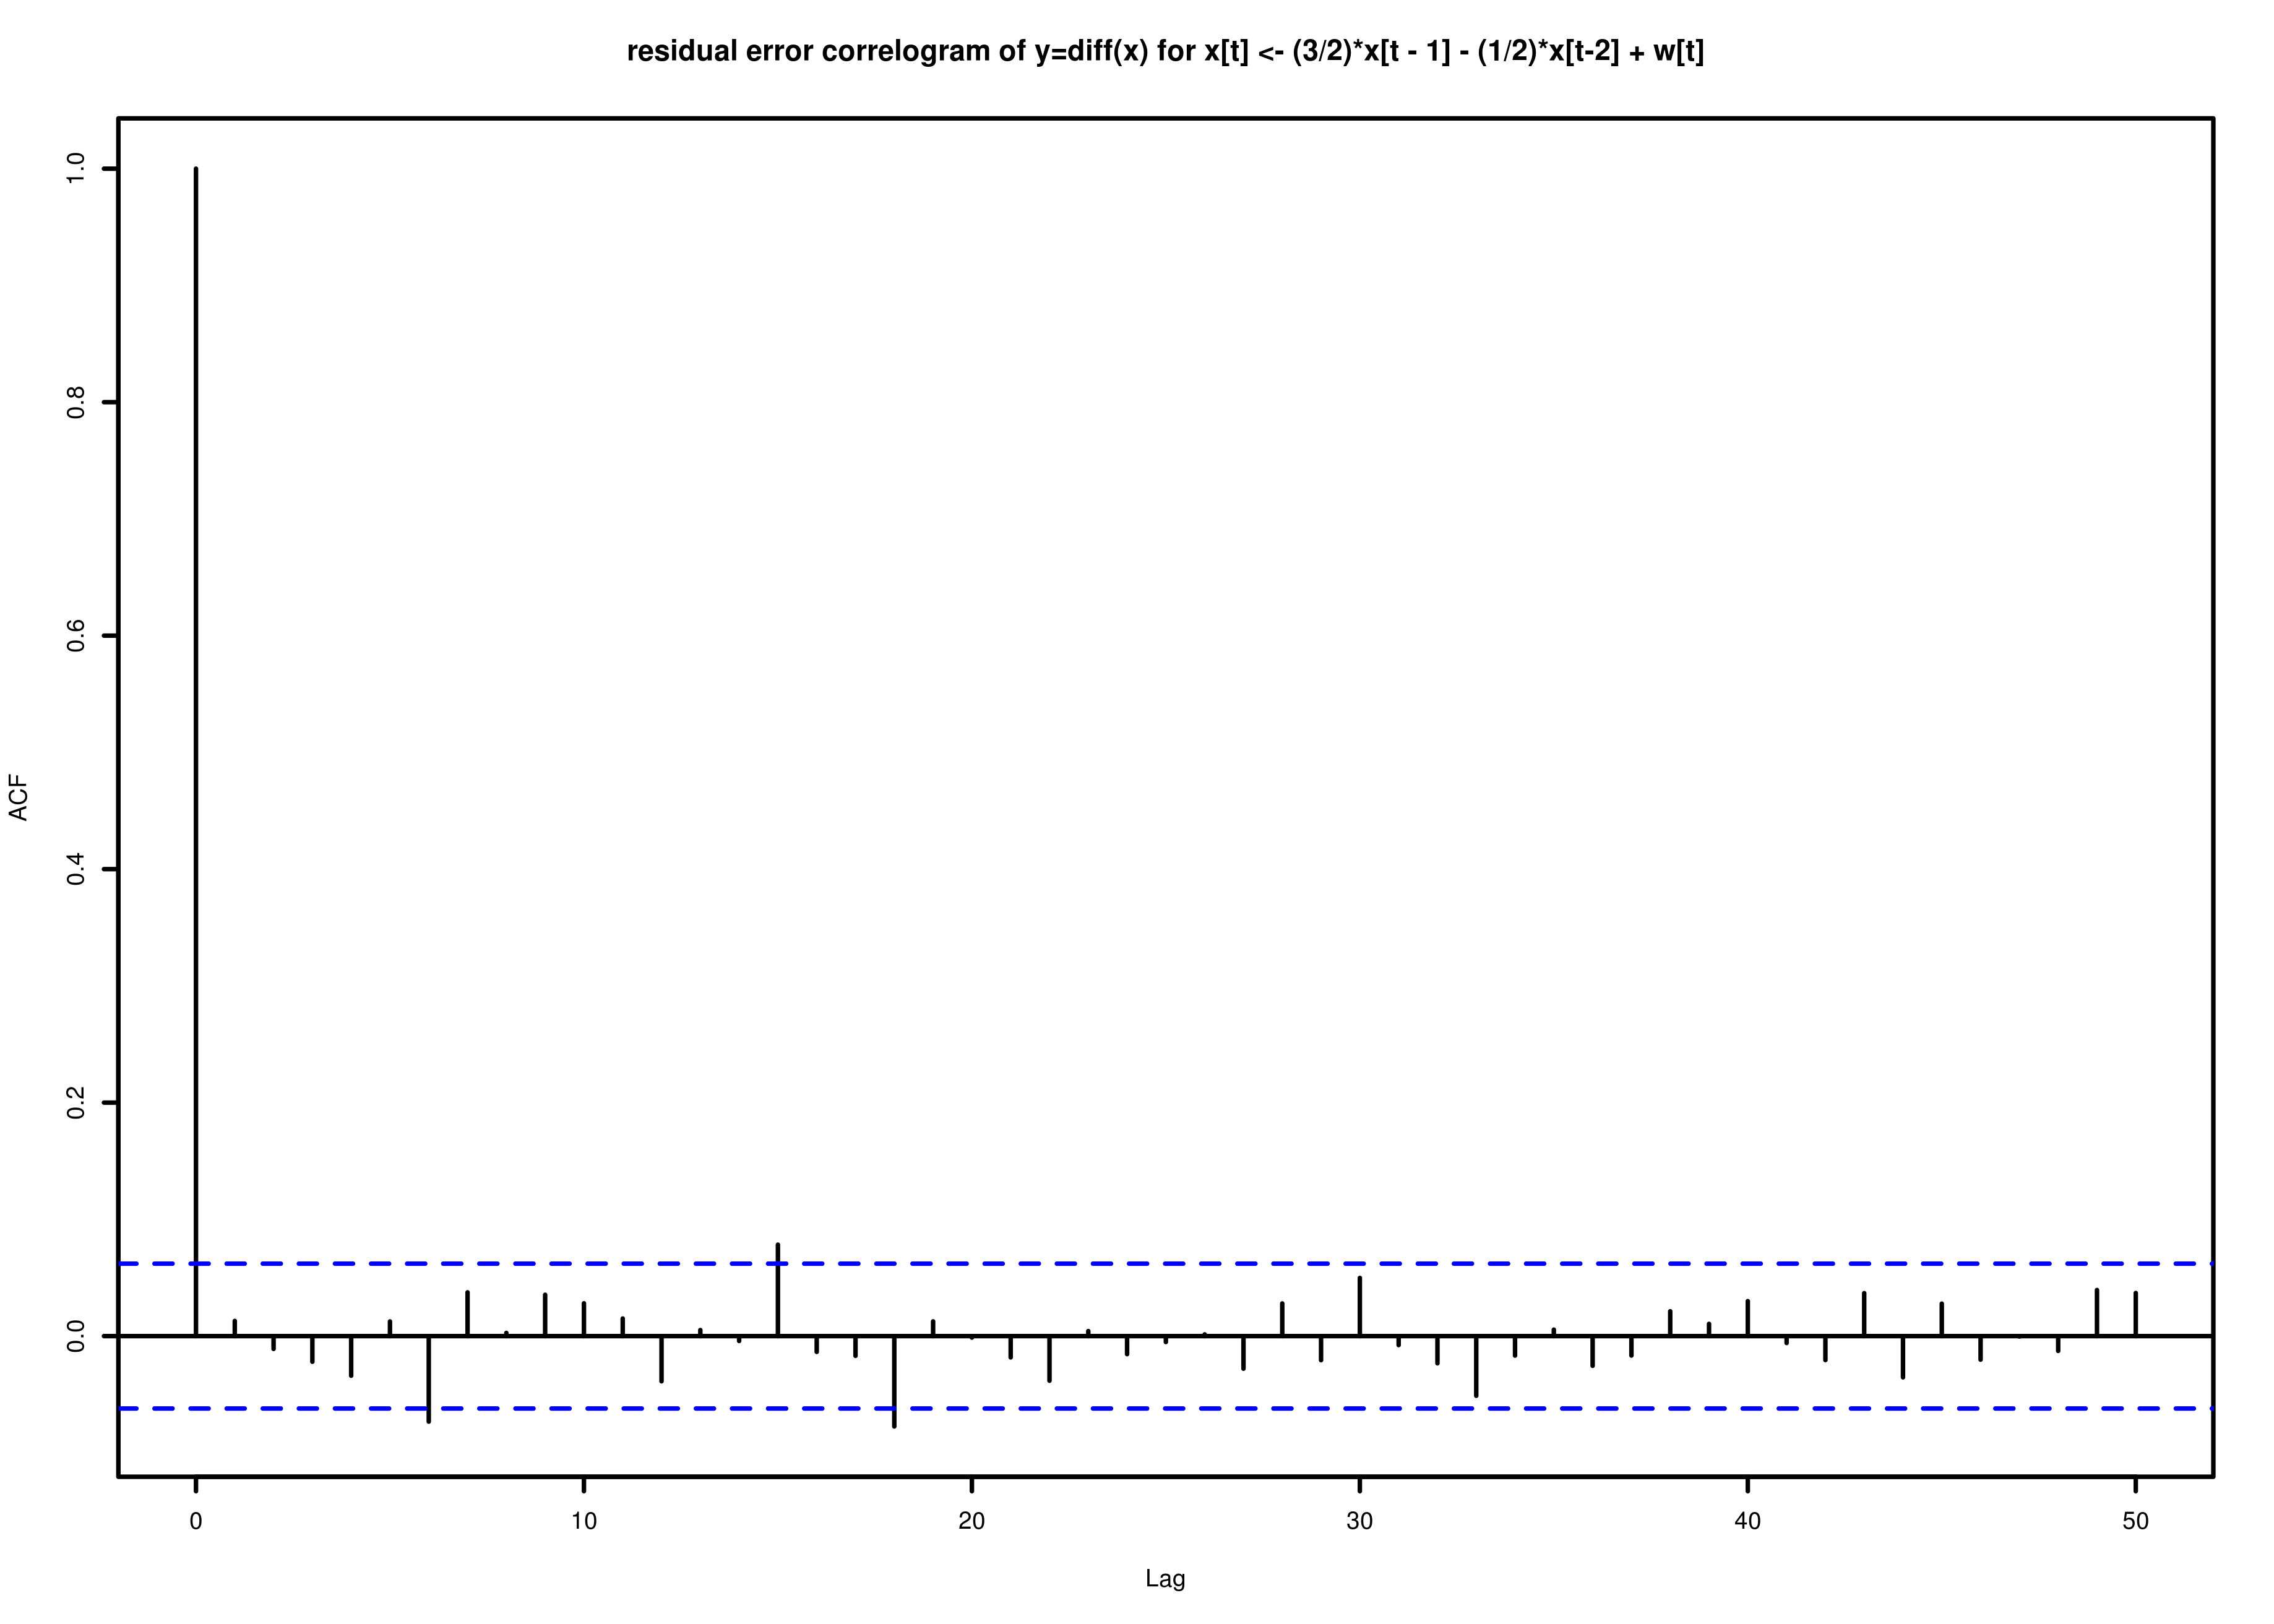 residual error correlogram of y=diff(x) for x[t] <- (3/2)*x[t - 1] - (1/2)*x[t-2] + w[t]
1.0
0.8
0.6
0.4
0.2
0.0
ACF
0 10 20 30 40 50
Lag